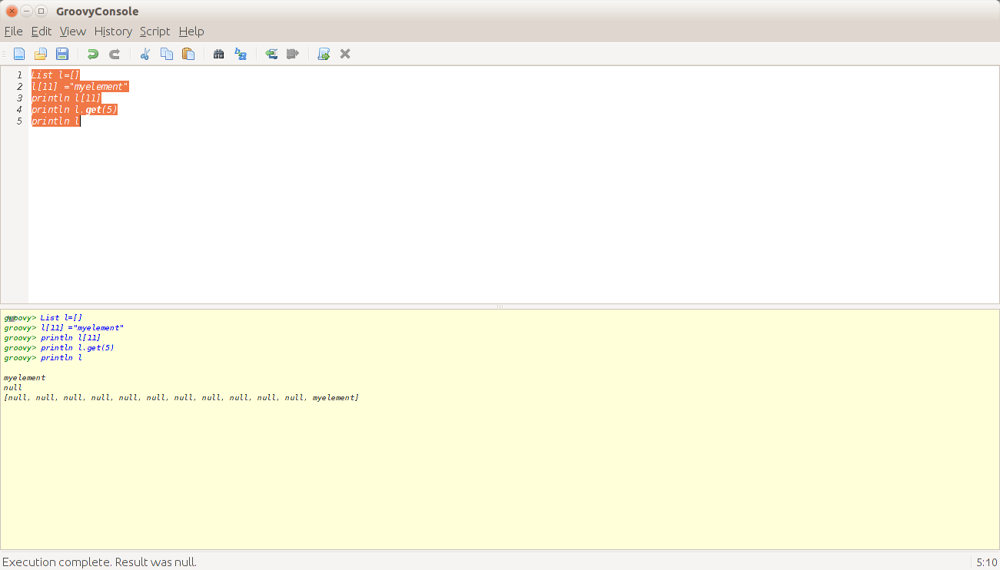 GroovyConsole
File Edit View History Script Help
1 List l=[]
2 l[11] ="myelement"
3 println l[11]
4 println l.get(5)
5 println l
groovy> List l=[]
groovy> l[11] ="myelement"
groovy> println l[11]
groovy> println l.get(5)
groovy> println l
myelement
null
[null, null, null, null, null, null, null, null, null, null, null, myelement]
Execution complete. Result was null. 5:10